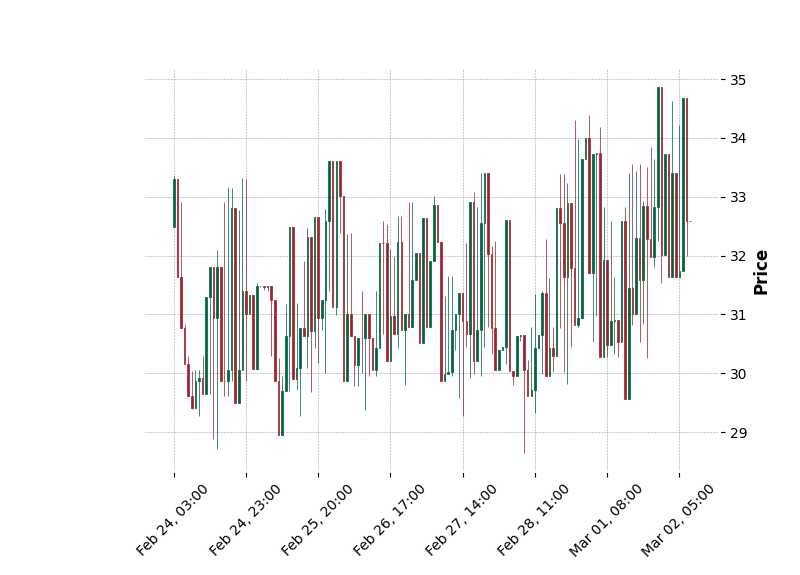 35
34
33
32
31
30
29
Price
Feb 24, 03:00
Feb 24, 23:00
Feb 25, 20:00
Feb 26, 17:00
Feb 27, 14:00
Feb 28, 11:00
Mar 01, 08:00
Mar 02, 05:00